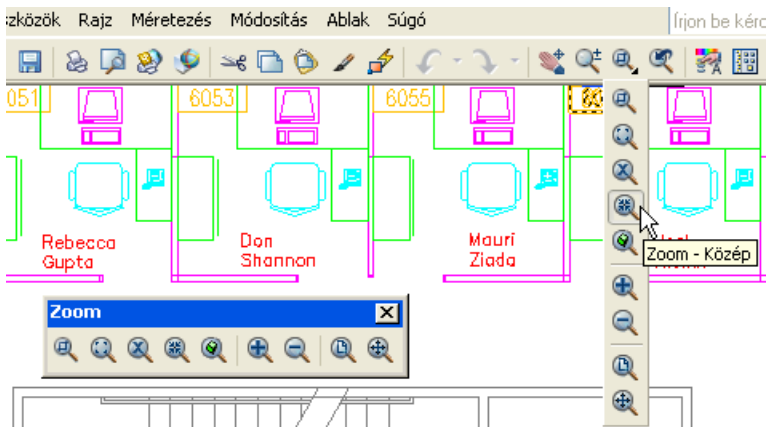 szközök Rajz Méretezés Módosítás Ablak Súgó
Írjon be kérd
051 6053 6055
Rebecca
Gupta
Don
Shannon
Mauri
Ziada
Zoom - Közép
Zoom